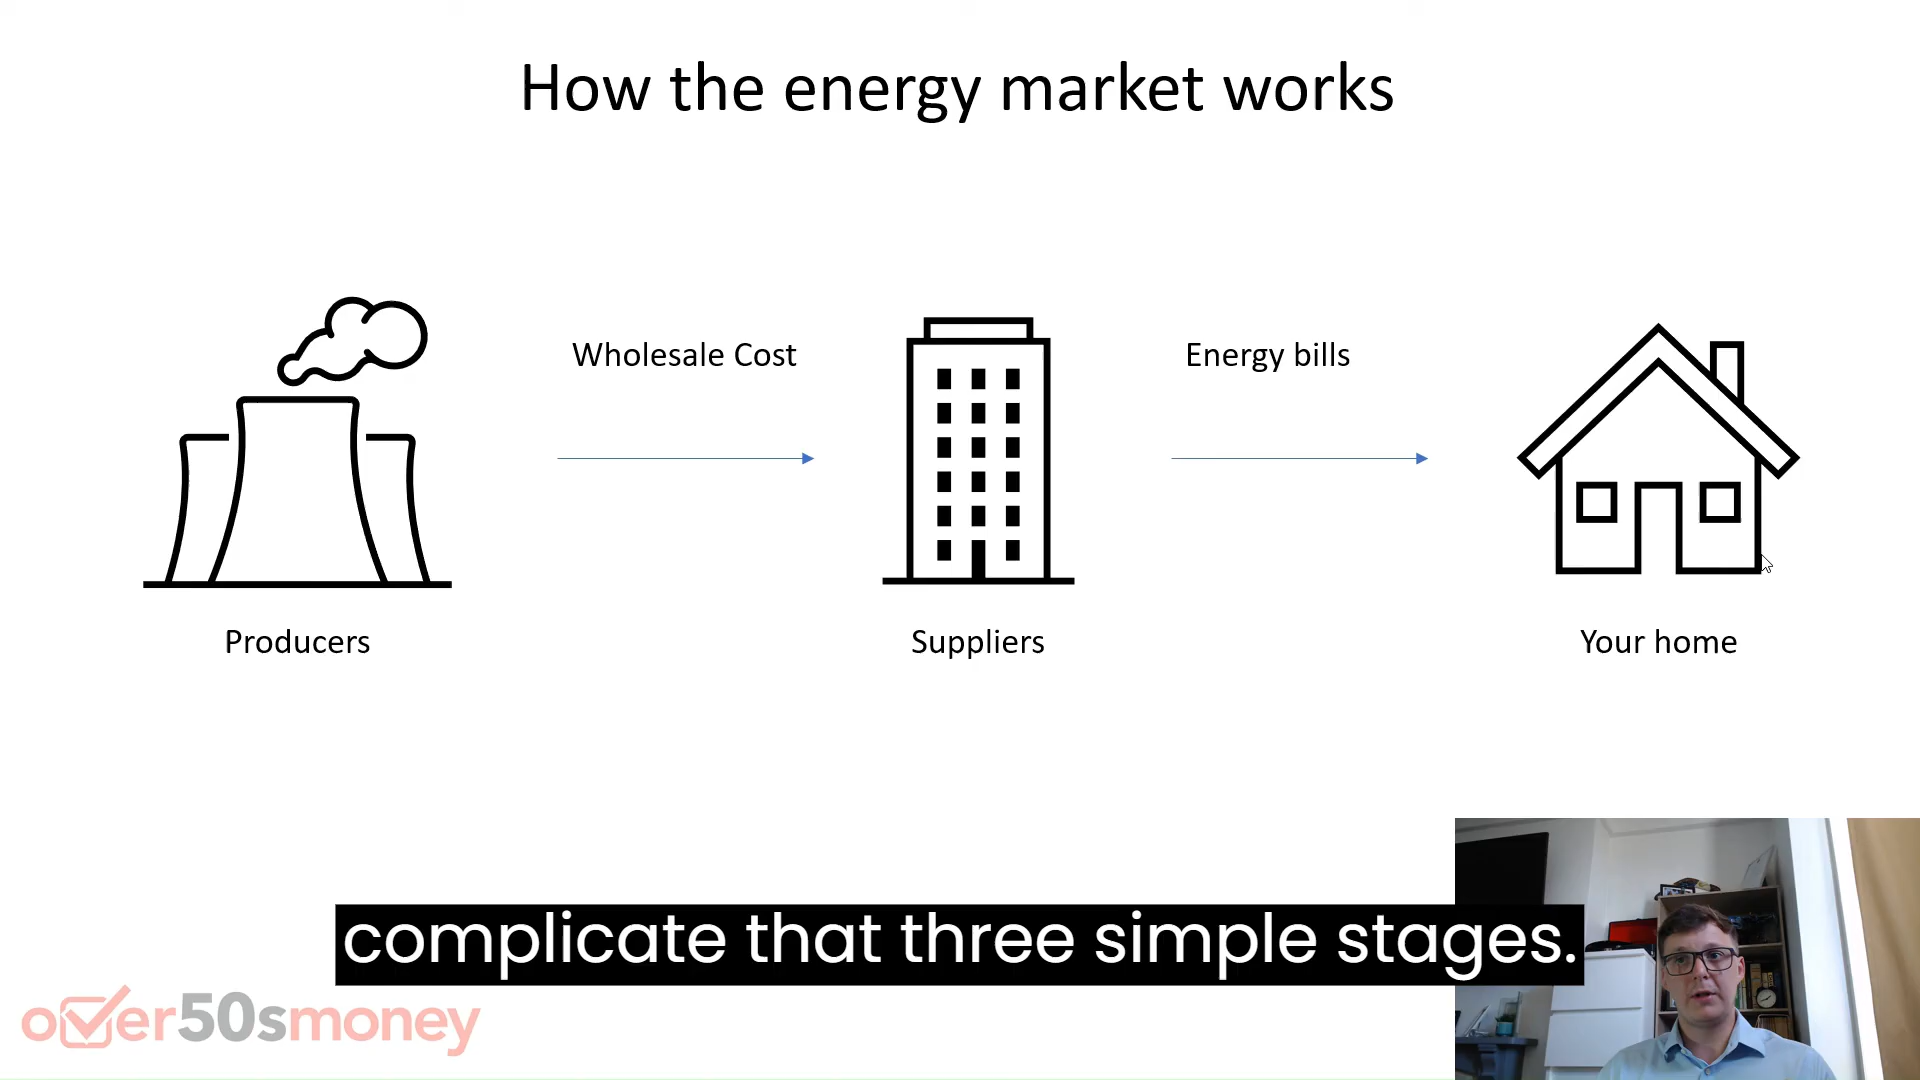 How the energy market works
Wholesale Cost
Energy bills
Producers
Suppliers
Your home
complicate that three simple stages.
over50smoney